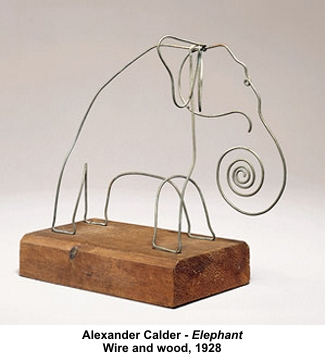 Alexander Calder - Elephant
Wire and wood, 1928